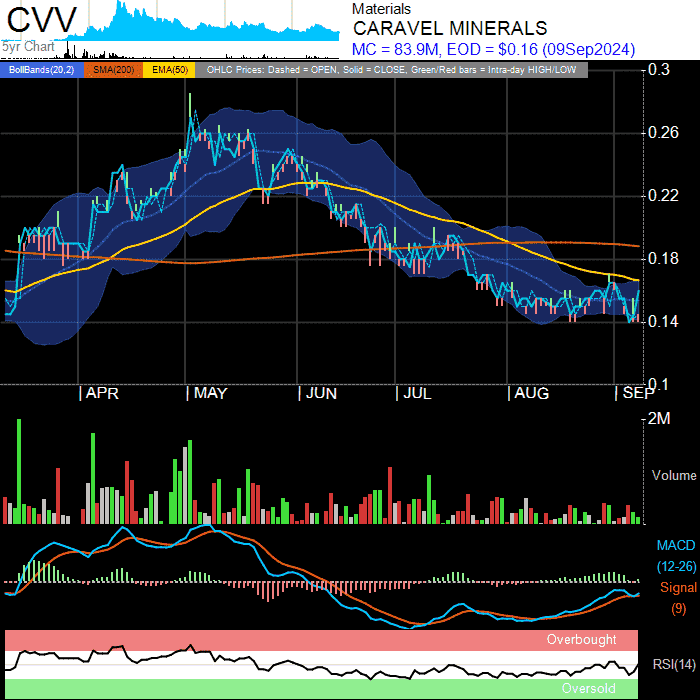 CVV
5yr Chart
Materials
CARAVEL MINERALS
MC = 83.9M, EOD = $0.16 (09Sep2024)
BollBands(20,2) SMA(200) EMA(50) OHLC Prices: Dashed = OPEN, Solid = CLOSE, Green/Red bars = Intra-day HIGH/LOW
0.3
0.26
0.22
0.18
0.14
0.1
APR MAY JUN JUL AUG SEP
2M
Volume
MACD
(12-26)
Signal
(9)
Overbought
RSI(14)
Oversold